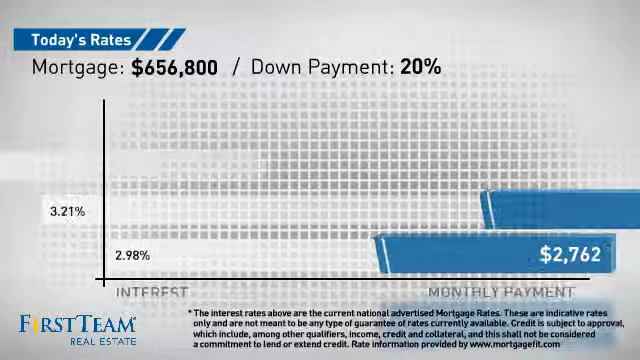 Today's Rates
Mortgage: $656,800 / Down Payment: 20%
3.21%
2.98%
$2,762
INTEREST
MONTHLY PAYMENT
* The interest rates above are the current national advertised Mortgage Rates. These are indicative rates
only and are not meant to be any type of guarantee of rates currently available. Credit is subject to approval,
which include, among other qualifiers, income, credit and collateral, and this shall not be considered
a commitment to lend or extend credit. Rate information provided by www.mortgagefit.com
FIRSTTEAM®
REAL ESTATE